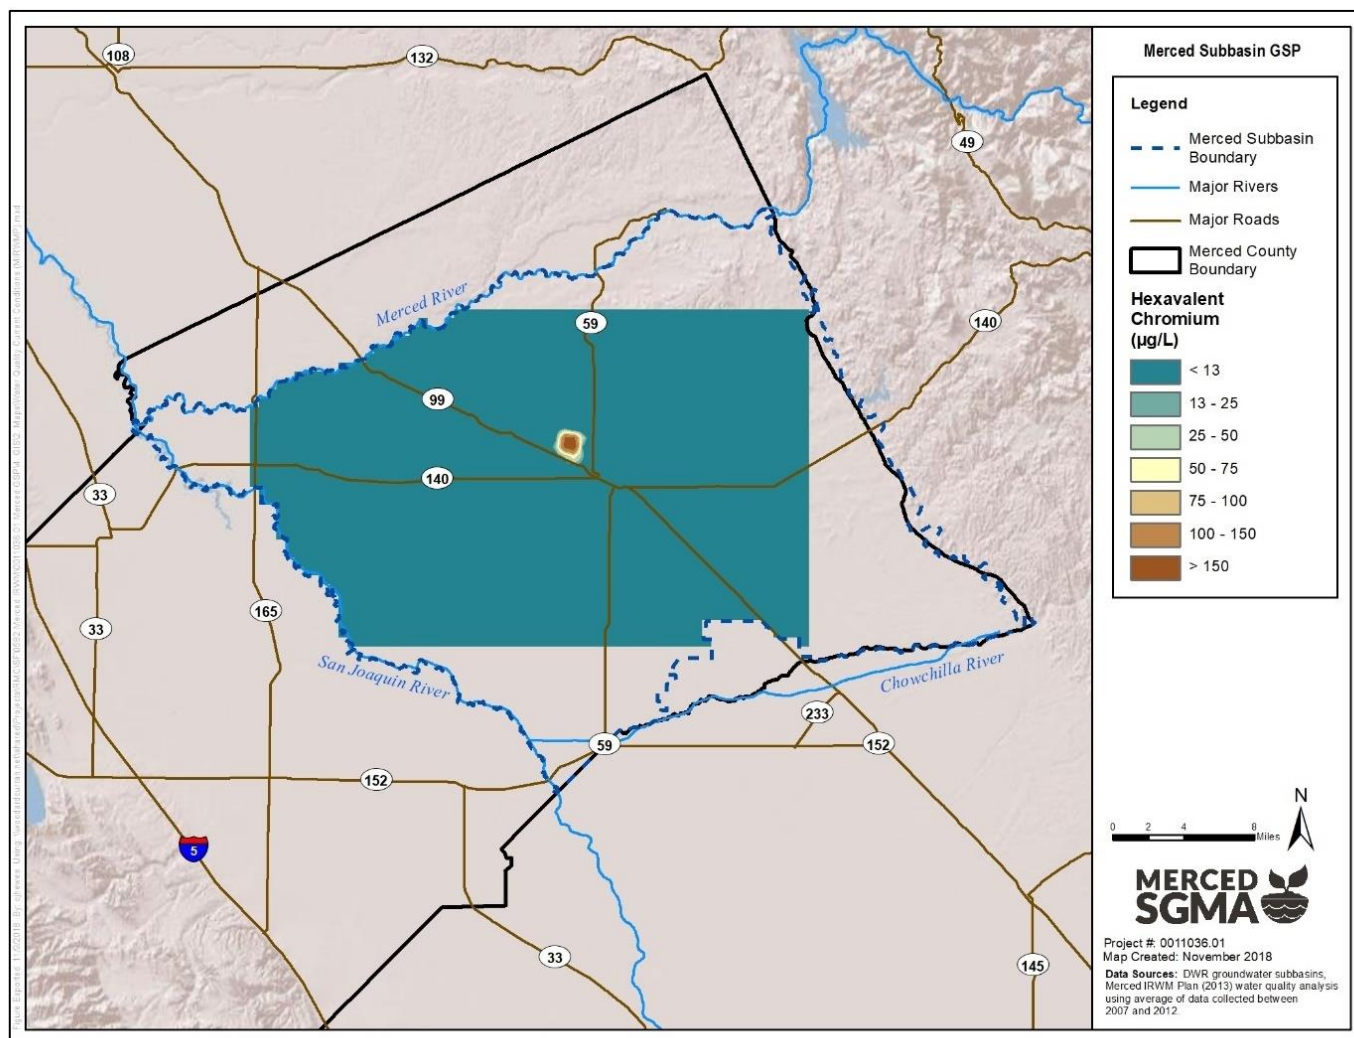 Merced Subbasin GSP
Legend
Merced Subbasin
Boundary
Major Rivers
Major Roads
Merced County
Boundary
Hexavalent
Chromium
(µg/L)
< 13
13 - 25
25 - 50
50 - 75
75 - 100
100 - 150
> 150
108
132
49
Merced River
59
140
99
140
33
165
33
San Joaquin River
Chowchilla River
233
59
152
152
5
33
145
N
0 2 4 8
Miles
MERCED
SGMA
Project #: 0011036.01
Map Created: November 2018
Data Sources: DWR groundwater subbasins,
Merced IRWM Plan (2013) water quality analysis
using average of data collected between
2007 and 2012.